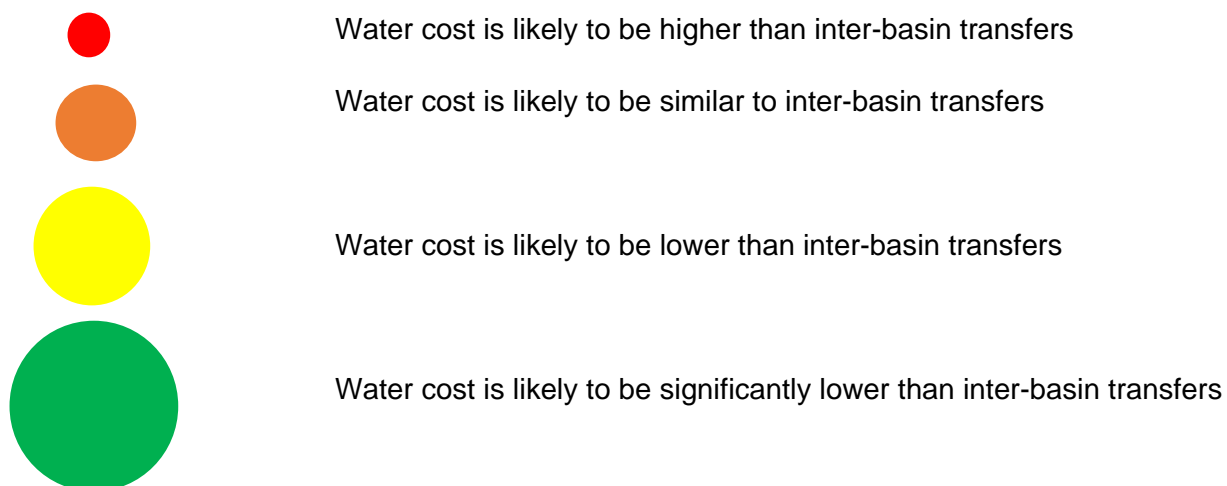 Water cost is likely to be higher than inter-basin transfers
Water cost is likely to be similar to inter-basin transfers
Water cost is likely to be lower than inter-basin transfers
Water cost is likely to be significantly lower than inter-basin transfers